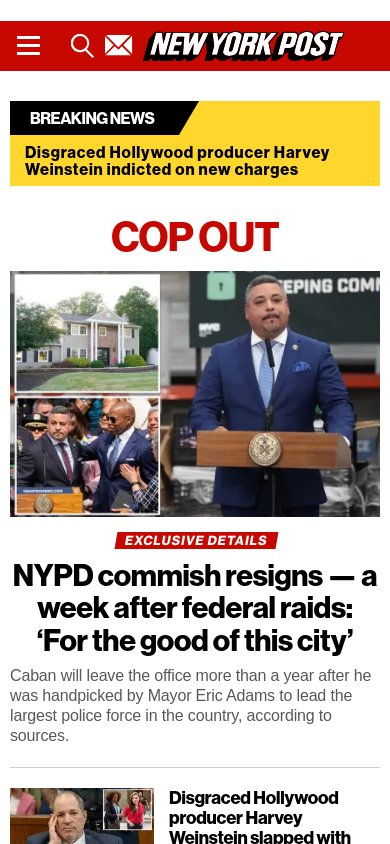 NEW YORK POST
BREAKING NEWS
Disgraced Hollywood producer Harvey
Weinstein indicted on new charges
COP OUT
EPING COMM
NYC
EXCLUSIVE DETAILS
NYPD commish resigns — a
week after federal raids:
‘For the good of this city’
Caban will leave the office more than a year after he
was handpicked by Mayor Eric Adams to lead the
largest police force in the country, according to
sources.
Disgraced Hollywood
producer Harvey
Weinstein slapped with